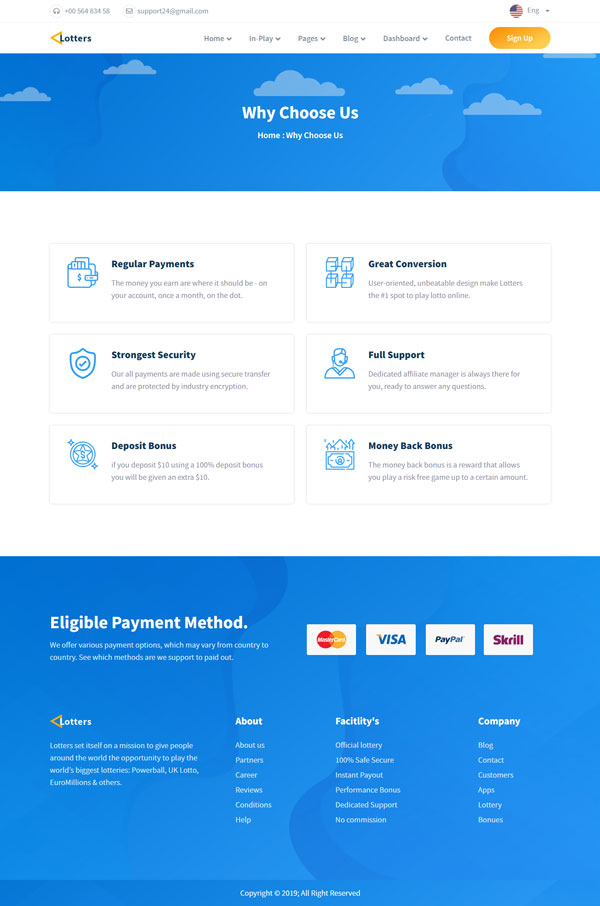 +00 564 834 58
support24@gmail.com
Eng
Lotters
Home
In-Play
Pages
Blog
Dashboard
Contact
Sign Up
Why Choose Us
Home : Why Choose Us
Regular Payments
The money you earn are where it should be - on
your account, once a month, on the dot.
Great Conversion
User-oriented, unbeatable design make Lotters
the #1 spot to play lotto online.
Strongest Security
Our all payments are made using secure transfer
and are protected by industry encryption.
Full Support
Dedicated affiliate manager is always there for
you, ready to answer any questions.
Deposit Bonus
if you deposit $10 using a 100% deposit bonus
you will be given an extra $10.
Money Back Bonus
The money back bonus is a reward that allows
you play a risk free game up to a certain amount.
Eligible Payment Method.
We offer various payment options, which may vary from country to
country. See which methods are we support to paid out.
MasterCard
VISA
PayPal
Skrill
Lotters
Lotters set itself on a mission to give people
around the world the opportunity to play the
world's biggest lotteries: Powerball, UK Lotto,
EuroMillions & others.
About
About us
Partners
Career
Reviews
Conditions
Help
Facitlity's
Official lottery
100% Safe Secure
Instant Payout
Performance Bonus
Dedicated Support
No commission
Company
Blog
Contact
Customers
Apps
Lottery
Bonues
Copyright © 2019; All Right Reserved